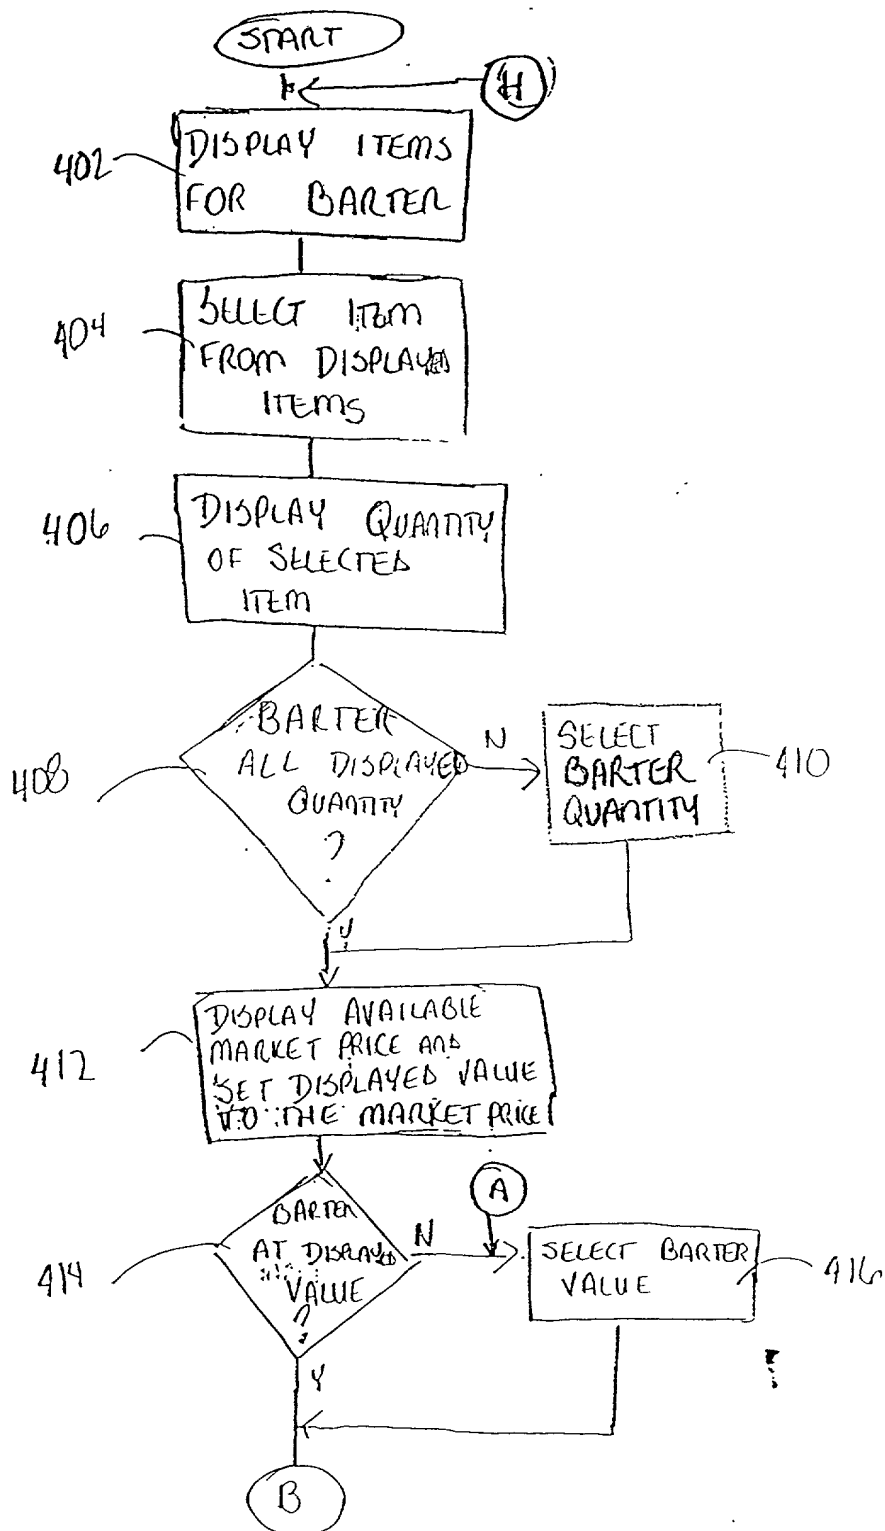 START
H
402
DISPLAY ITEMS
FOR BARTER
404
SELECT ITEM
FROM DISPLAYED
ITEMS
406
DISPLAY QUANTITY
OF SELECTED
ITEM
408
BARTER
ALL DISPLAYED
QUANTITY
?
N
SELECT
BARTER
QUANTITY
410
Y
412
DISPLAY AVAILABLE
MARKET PRICE AND
SET DISPLAYED VALUE
TO THE MARKET PRICE
A
414
BARTER
AT DISPLAYED
VALUE
?
N
SELECT BARTER
VALUE
416
Y
B